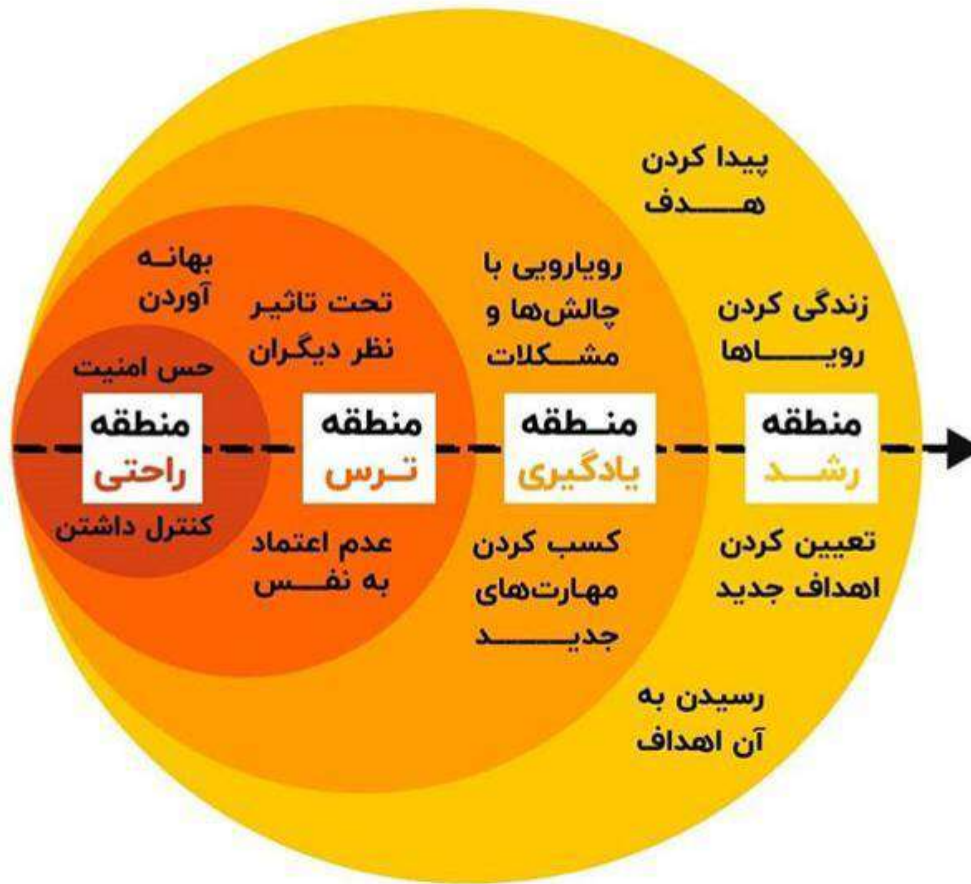 پیدا کردن
هدف
بهانه
آوردن
تحت تاثیر
نظر دیگران
رویارویی با
چالش‌ها و
مشکلات
زندگی کردن
رویاها
حس امنیت
منطقه
راحتی
منطقه
ترس
منطقه
یادگیری
منطقه
رشد
کنترل داشتن
عدم اعتماد
به نفس
کسب کردن
مهارت‌های
جدید
تعیین کردن
اهداف جدید
رسیدن به
آن اهداف